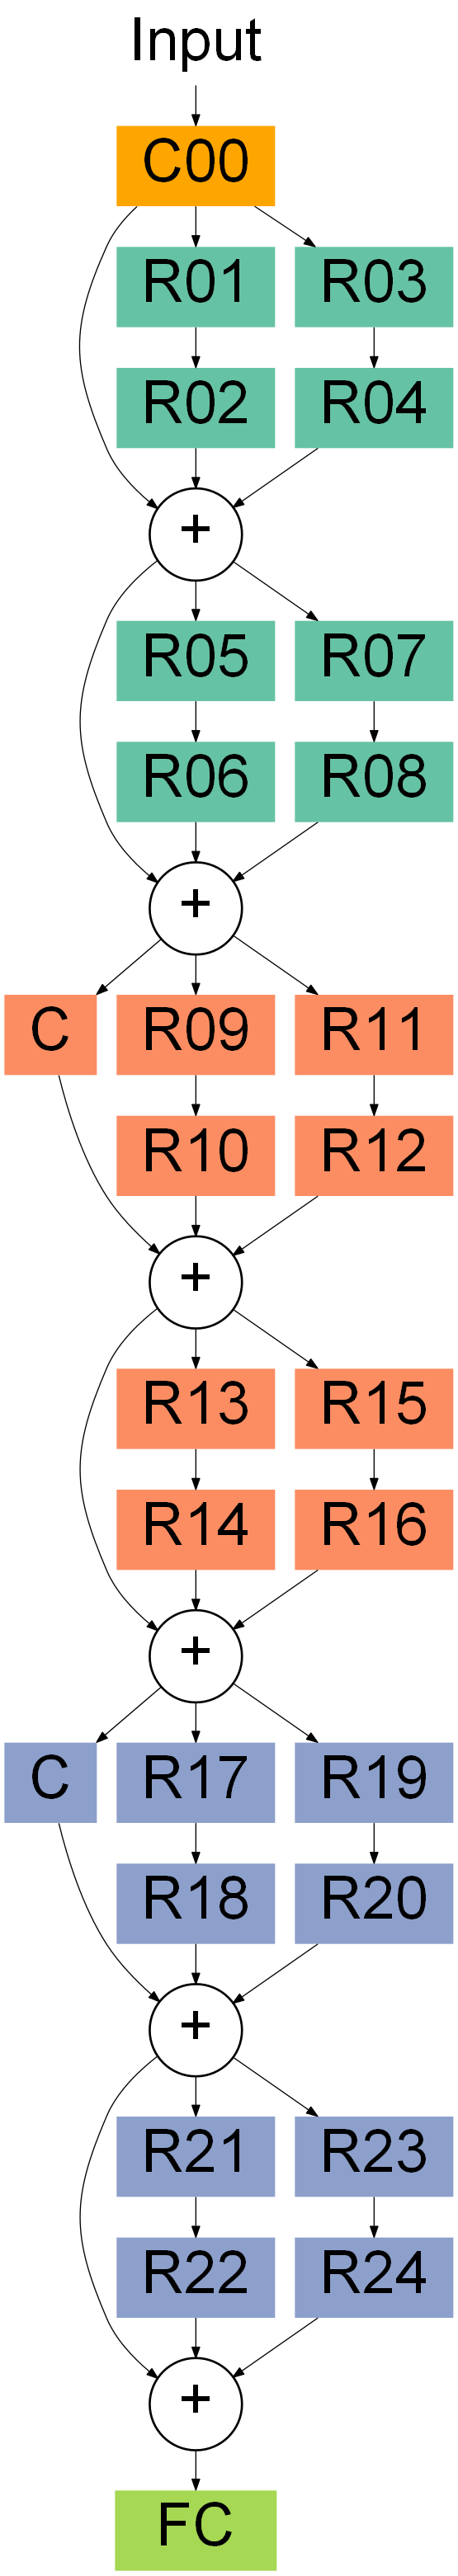 Input
C00
R01 R03
R02 R04
+
R05 R07
R06 R08
+
C R09 R11
R10 R12
+
R13 R15
R14 R16
+
C R17 R19
R18 R20
+
R21 R23
R22 R24
+
FC